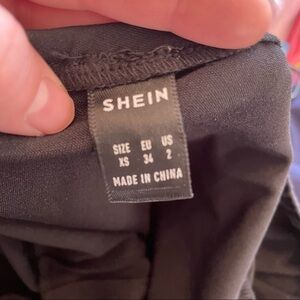 SHEIN
SIZE EU US
XS 34 2
MADE IN CHINA